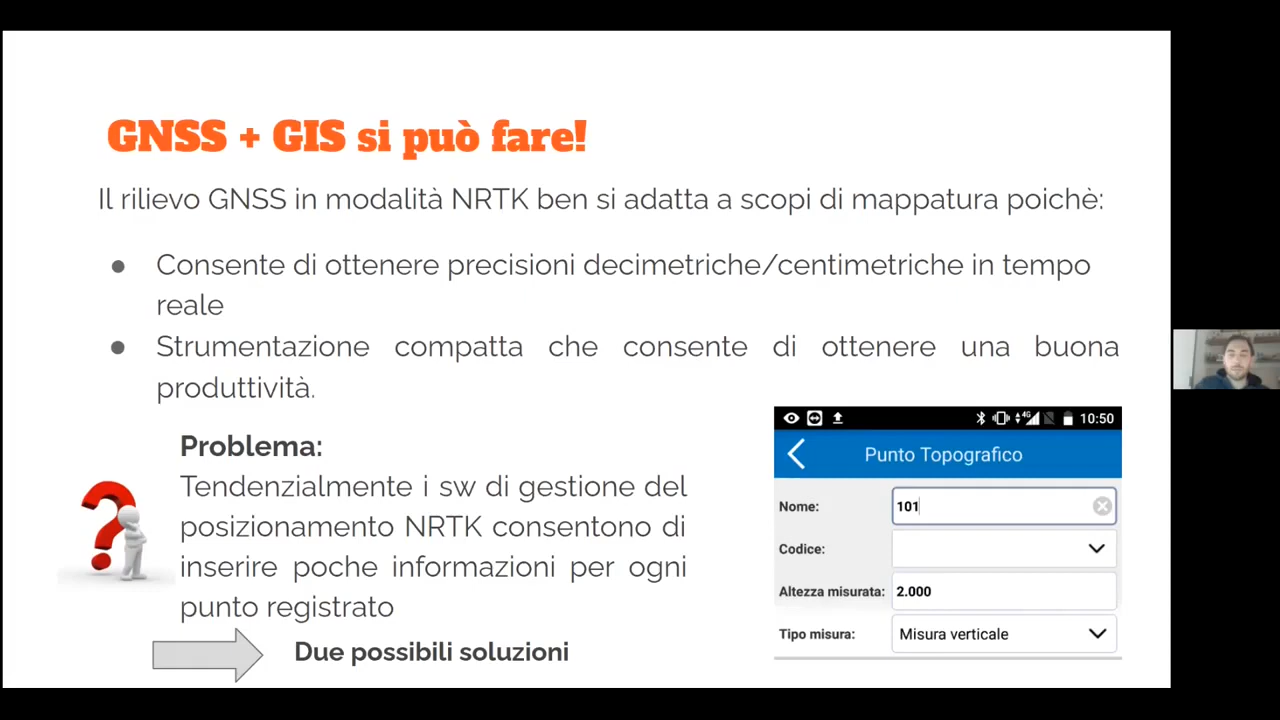 GNSS + GIS si può fare!
Il rilievo GNSS in modalità NRTK ben si adatta a scopi di mappatura poichè:
● Consente di ottenere precisioni decimetriche/centimetriche in tempo
reale
● Strumentazione compatta che consente di ottenere una buona
produttività.
Problema:
Tendenzialmente i sw di gestione del
posizionamento NRTK consentono di
inserire poche informazioni per ogni
punto registrato
Due possibili soluzioni
4G 10:50
Punto Topografico
Nome: 101
Codice:
Altezza misurata: 2.000
Tipo misura: Misura verticale